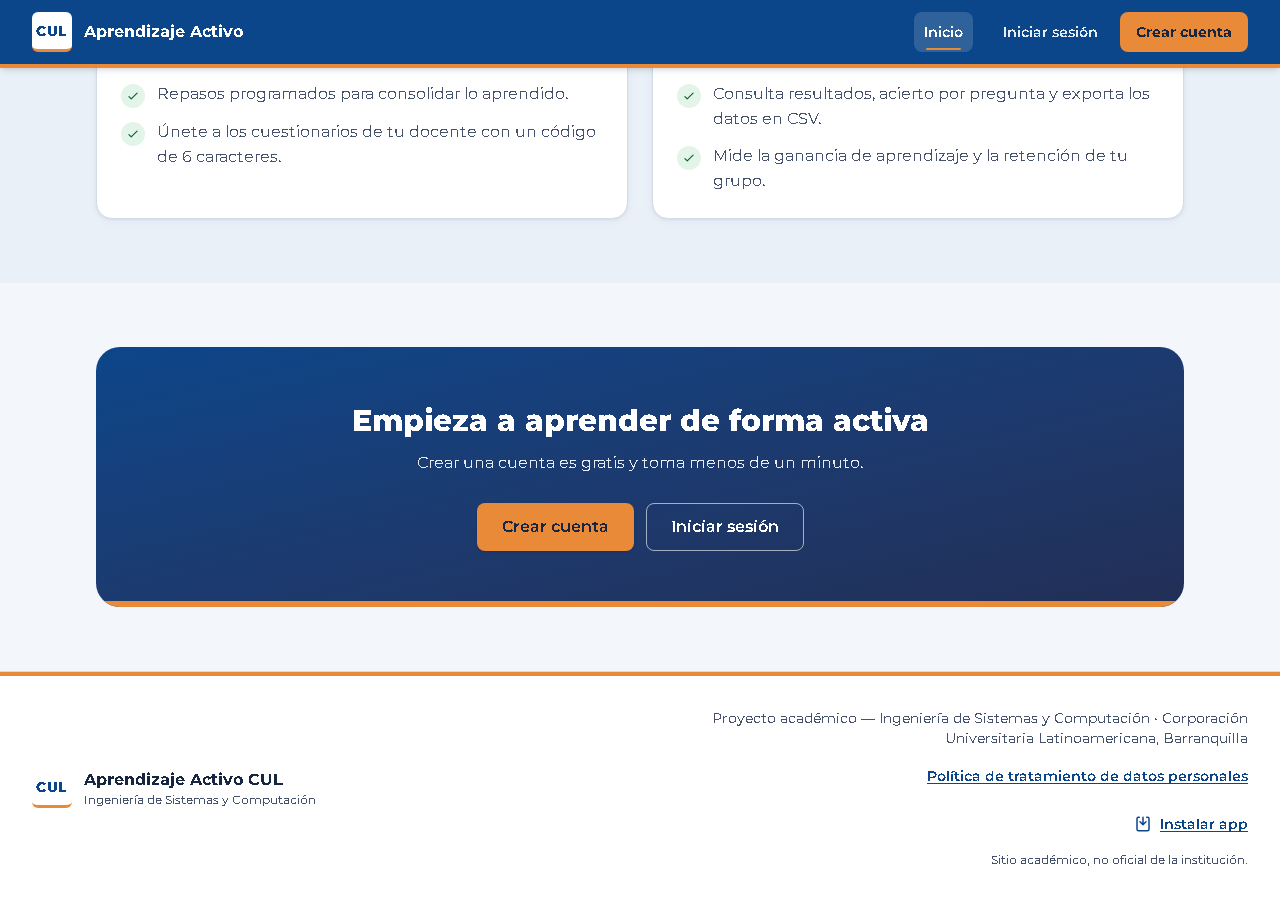 CUL
Aprendizaje Activo
Inicio
Iniciar sesión
Crear cuenta
Repasos programados para consolidar lo aprendido.
Únete a los cuestionarios de tu docente con un código
de 6 caracteres.
Consulta resultados, acierto por pregunta y exporta los
datos en CSV.
Mide la ganancia de aprendizaje y la retención de tu
grupo.
Empieza a aprender de forma activa
Crear una cuenta es gratis y toma menos de un minuto.
Crear cuenta
Iniciar sesión
CUL
Aprendizaje Activo CUL
Ingeniería de Sistemas y Computación
Proyecto académico — Ingeniería de Sistemas y Computación · Corporación
Universitaria Latinoamericana, Barranquilla
Política de tratamiento de datos personales
Instalar app
Sitio académico, no oficial de la institución.